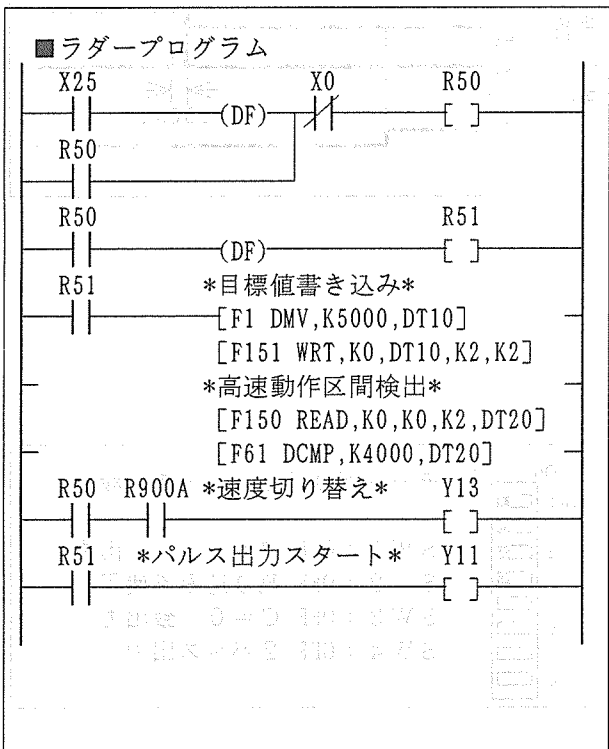 ■ラダープログラム
X25 X0 R50
(DF)
R50
R50 R51
(DF)
R51 *目標値書き込み*
[F1 DMV,K5000,DT10]
[F151 WRT,K0,DT10,K2,K2]
*高速動作区間検出*
[F150 READ,K0,K0,K2,DT20]
[F61 DCMP,K4000,DT20]
R50 R900A *速度切り替え* Y13
R51 *パルス出力スタート* Y11